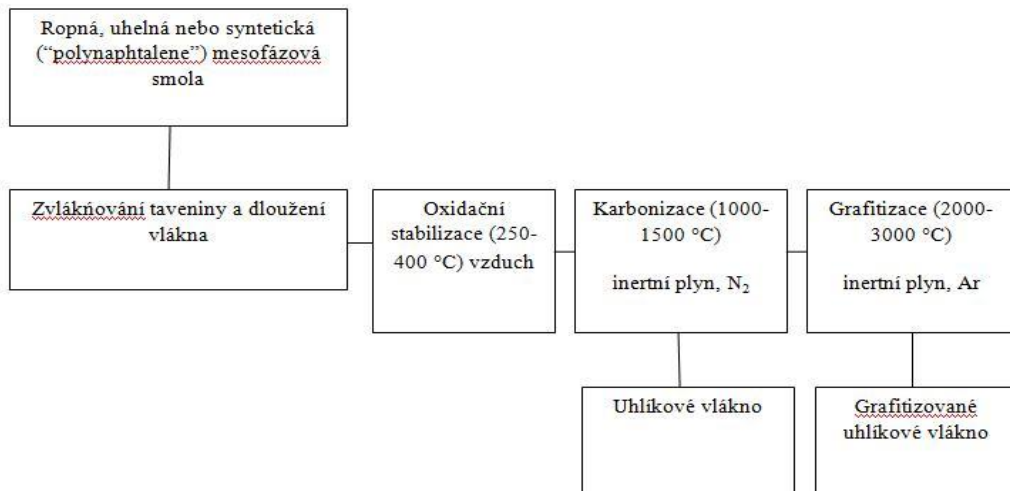 Ropná, uhelná nebo syntetická
(“polynaphtalene”) mesofázová
smola
Zvlákńování taveniny a dloužení
vlákna
Oxidační
stabilizace (250-
400 °C) vzduch
Karbonizace (1000-
1500 °C)
inertní plyn, N₂
Grafitizace (2000-
3000 °C)
inertní plyn, Ar
Uhlíkové vlákno
Grafitizované
uhlíkové vlákno